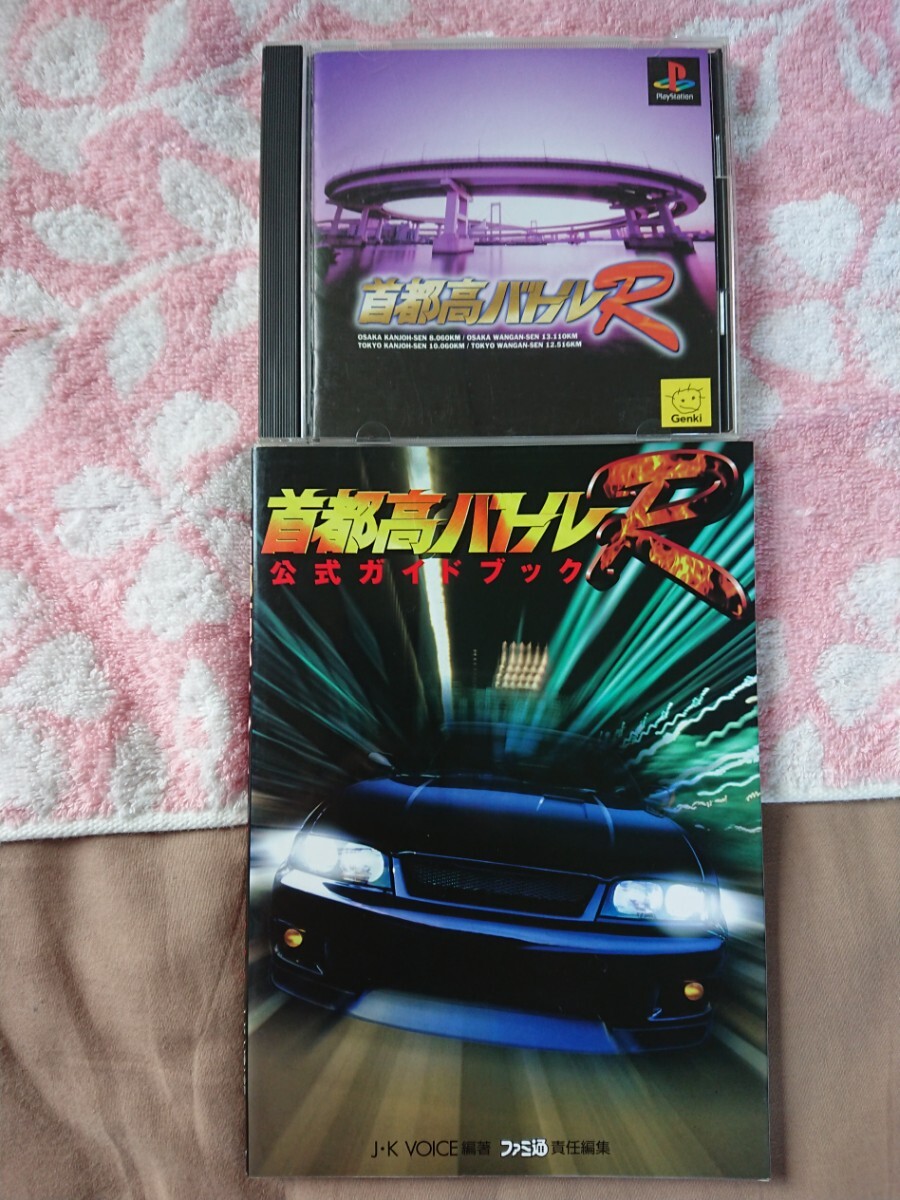 PlayStation
首都高バトルR
OSAKA KANJOH-SEN 8.060KM / OSAKA WANGAN-SEN 13.110KM
TOKYO KANJOH-SEN 10.060KM / TOKYO WANGAN-SEN 12.516KM
Genki
首都高バトルR
公式ガイドブック
J・K VOICE 編著 ファミ通 責任編集